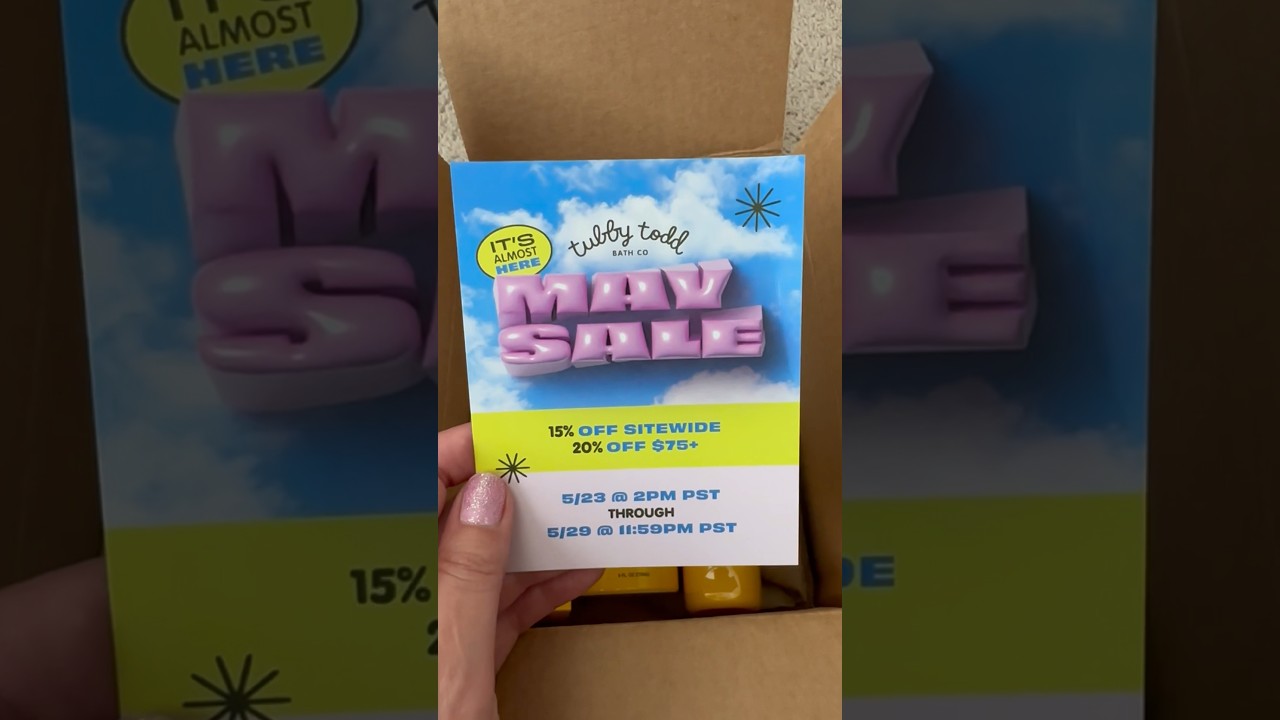 IT'S
ALMOST
HERE
tubby todd
BATH CO
MAY
SALE
15% OFF SITEWIDE
20% OFF $75+
5/23 @ 2PM PST
THROUGH
5/29 @ 11:59PM PST